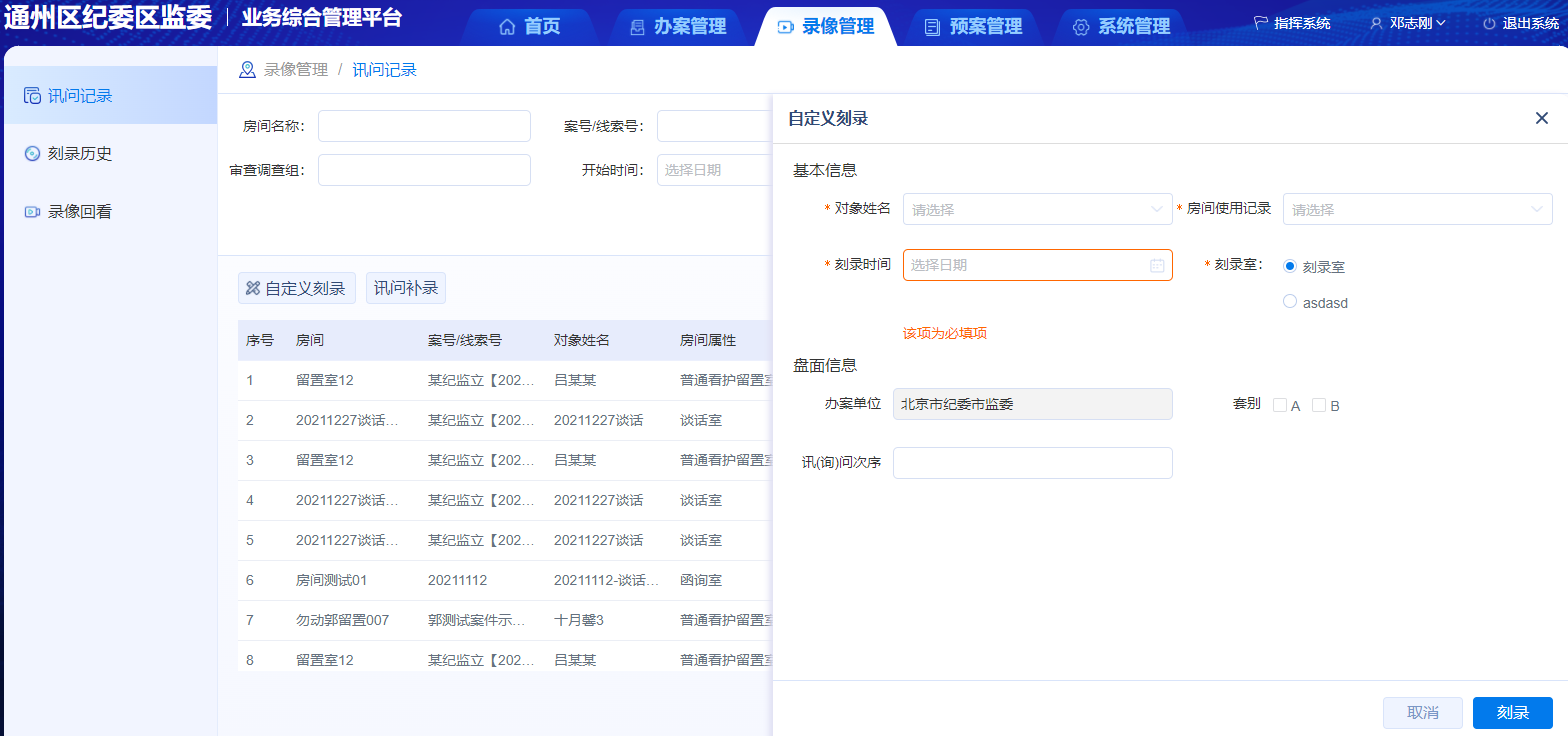 通州区纪委区监委 业务综合管理平台 首页 办案管理 录像管理 预案管理 系统管理 指挥系统 邓志刚 退出系统
讯问记录
刻录历史
录像回看
录像管理 / 讯问记录
房间名称： 案号/线索号：
审查调查组： 开始时间： 选择日期
自定义刻录 讯问补录
序号 房间 案号/线索号 对象姓名 房间属性
1 留置室12 某纪监立【202... 吕某某 普通看护留置室
2 20211227谈话... 某纪监立【202... 20211227谈话 谈话室
3 留置室12 某纪监立【202... 吕某某 普通看护留置室
4 20211227谈话... 某纪监立【202... 20211227谈话 谈话室
5 20211227谈话... 某纪监立【202... 20211227谈话 谈话室
6 房间测试01 20211112 20211112-谈话... 函询室
7 勿动郭留置007 郭测试案件示... 十月馨3 普通看护留置室
8 留置室12 某纪监立【202... 吕某某 普通看护留置室
自定义刻录
基本信息
* 对象姓名 请选择 * 房间使用记录 请选择
* 刻录时间 选择日期 * 刻录室： 刻录室
asdasd
该项为必填项
盘面信息
办案单位 北京市纪委市监委 套别 A B
讯(询)问次序
取消 刻录